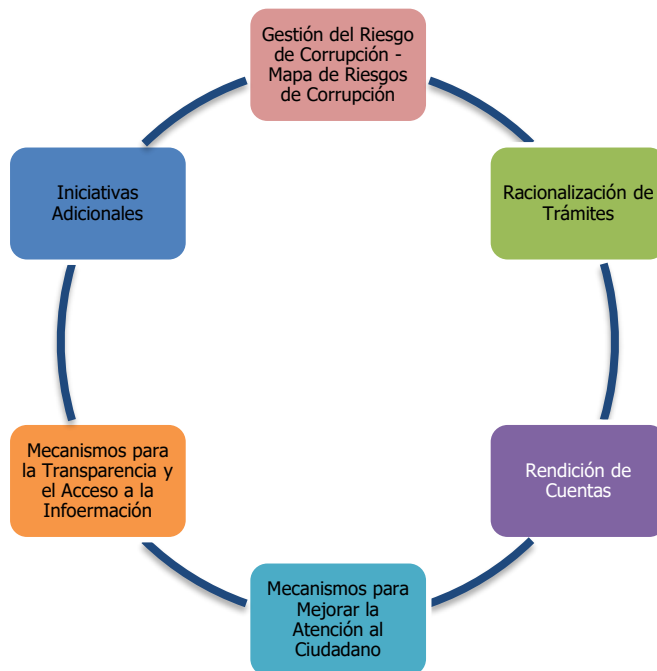 Gestión del Riesgo
de Corrupción -
Mapa de Riesgos
de Corrupción
Racionalización de
Trámites
Rendición de
Cuentas
Mecanismos para
Mejorar la
Atención al
Ciudadano
Mecanismos para
la Transparencia y
el Acceso a la
Infoermación
Iniciativas
Adicionales